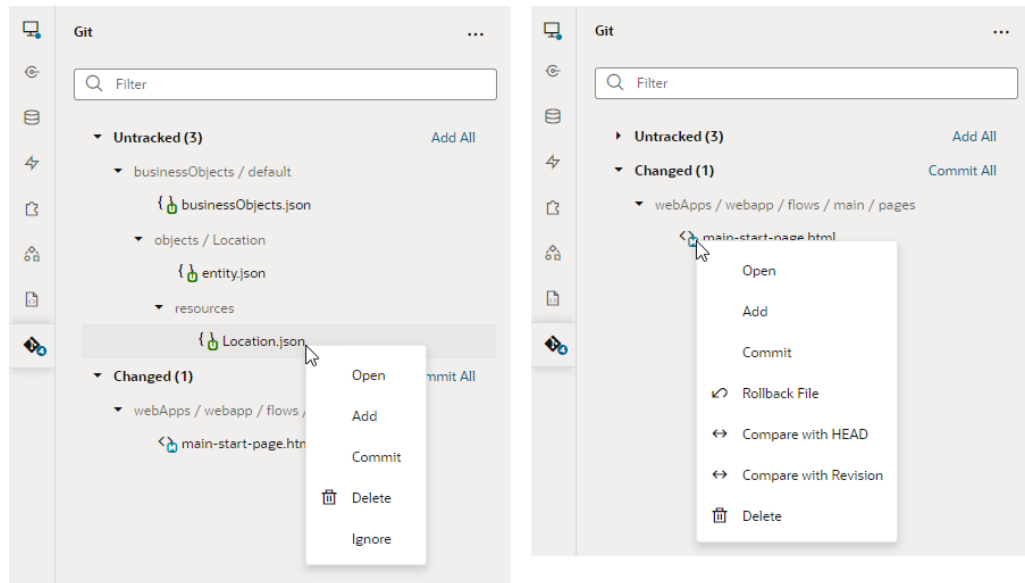 Git
...
Filter
Untracked (3) Add All
businessObjects / default
{ } businessObjects.json
objects / Location
{ } entity.json
resources
{ } Location.json
Changed (1) mmit All
webApps / webapp / flows /
<> main-start-page.htm
Open
Add
Commit
Delete
Ignore
Git
...
Filter
Untracked (3) Add All
Changed (1) Commit All
webApps / webapp / flows / main / pages
<> main-start-page.html
Open
Add
Commit
Rollback File
Compare with HEAD
Compare with Revision
Delete